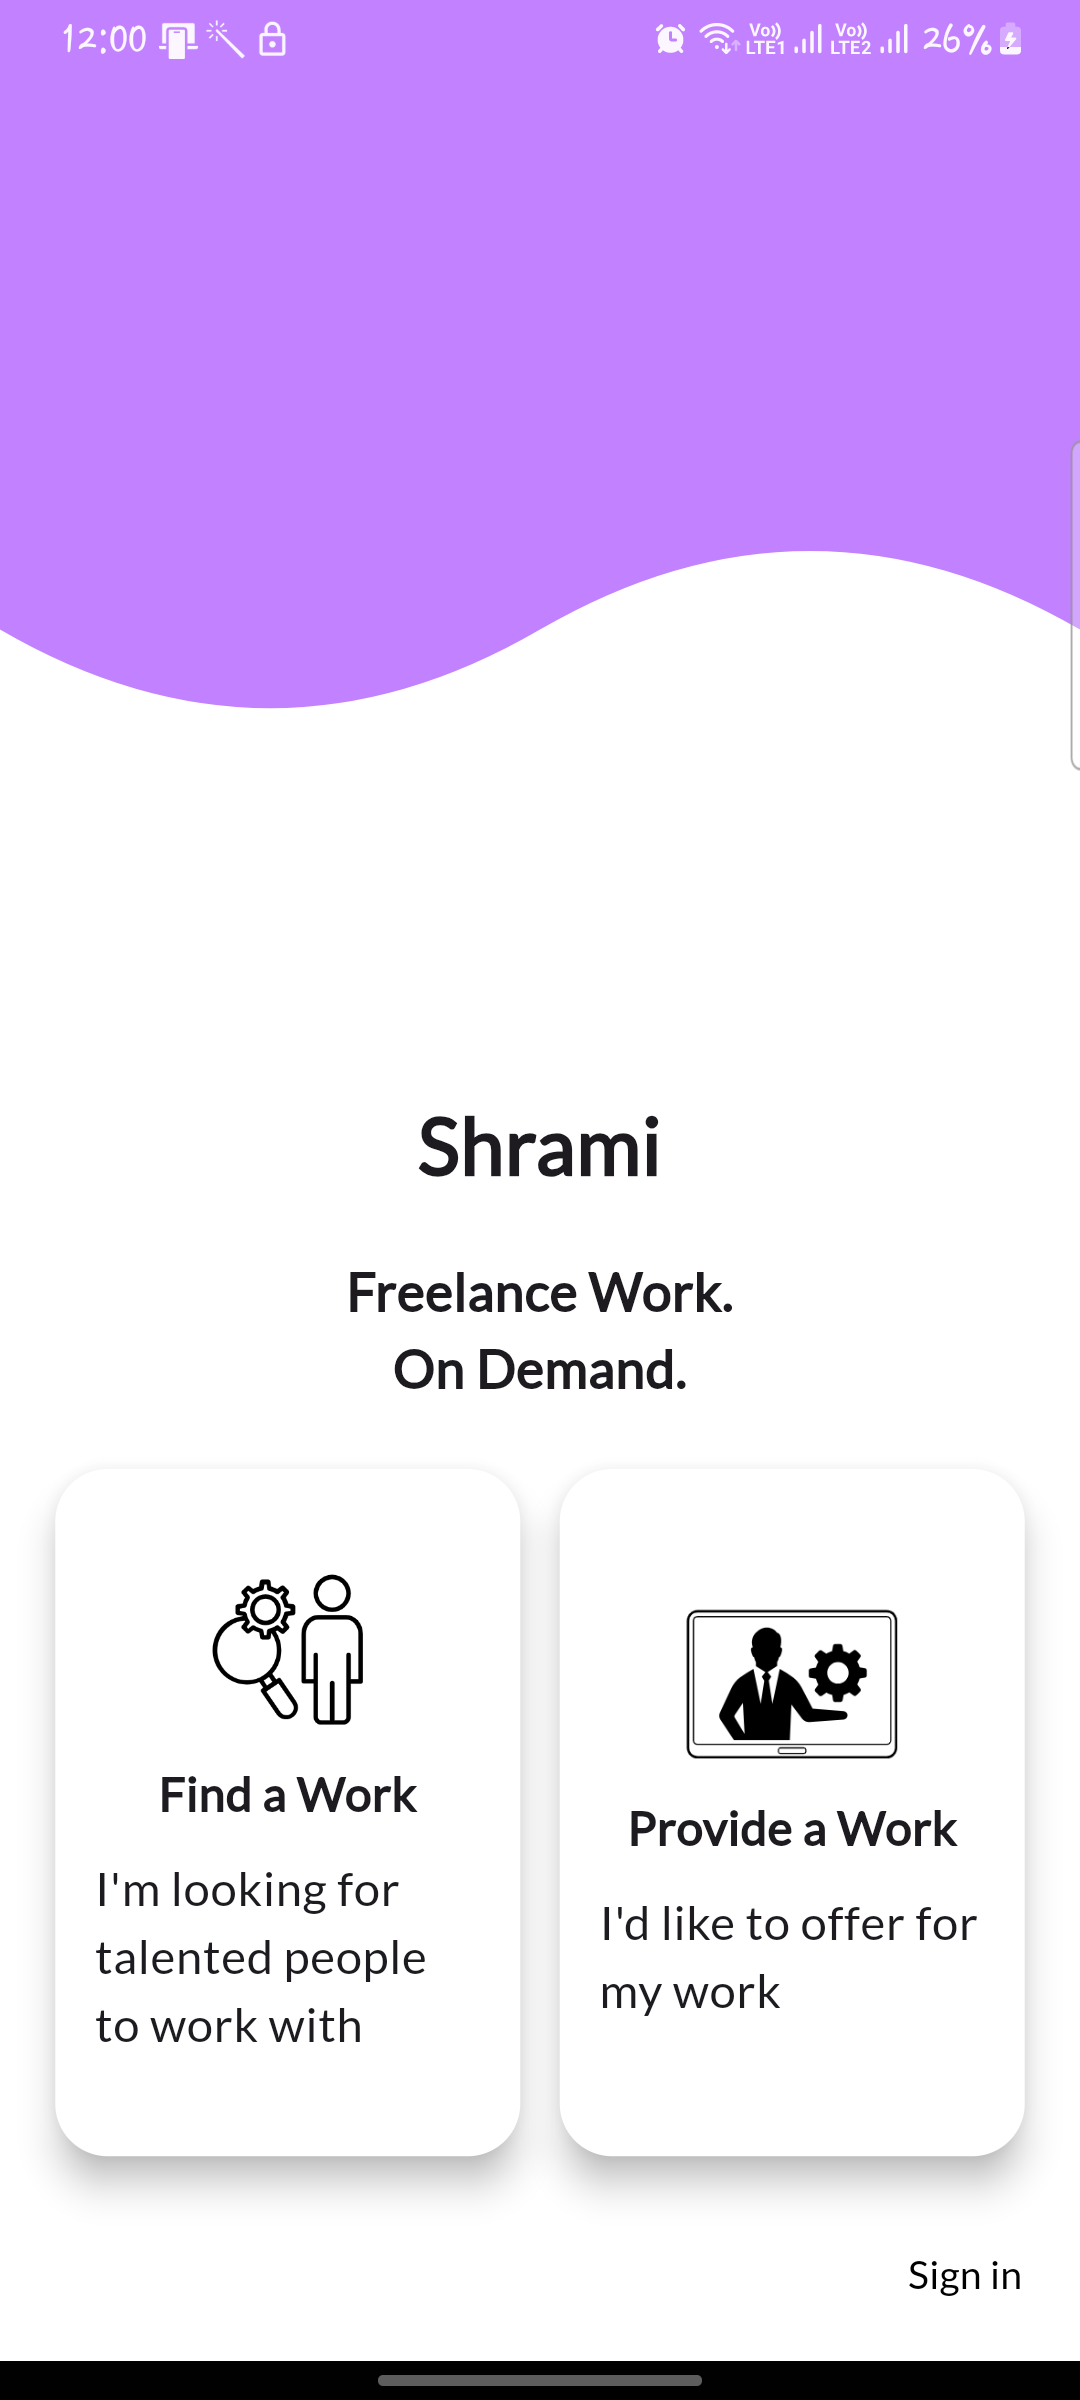 12:00 Vo)) LTE1 Vo)) LTE2 26%
Shrami
Freelance Work.
On Demand.
Find a Work
I'm looking for
talented people
to work with
Provide a Work
I'd like to offer for
my work
Sign in